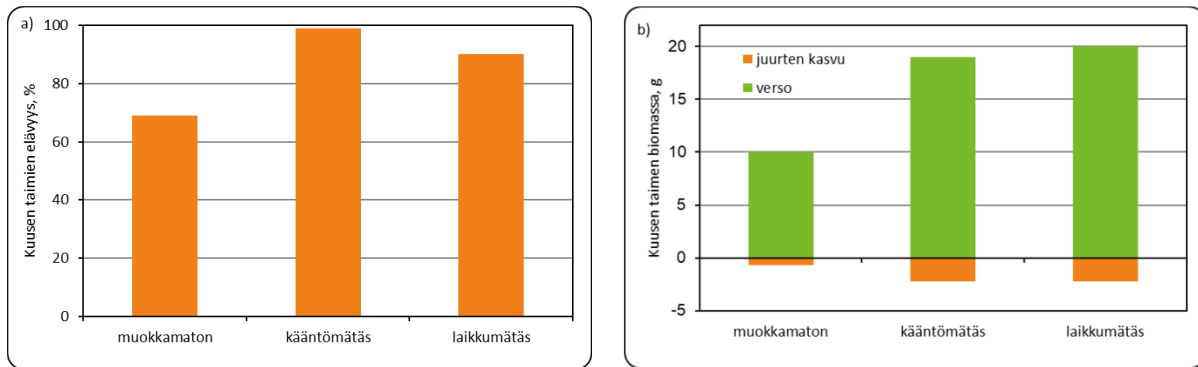 a)
Kuusen taimien elävyys, %
100
80
60
40
20
0
muokkamaton kääntömätäs laikkumätäs
b)
Kuusen taimen biomassa, g
20
15
10
5
0
-5
juurten kasvu
verso
muokkamaton kääntömätäs laikkumätäs